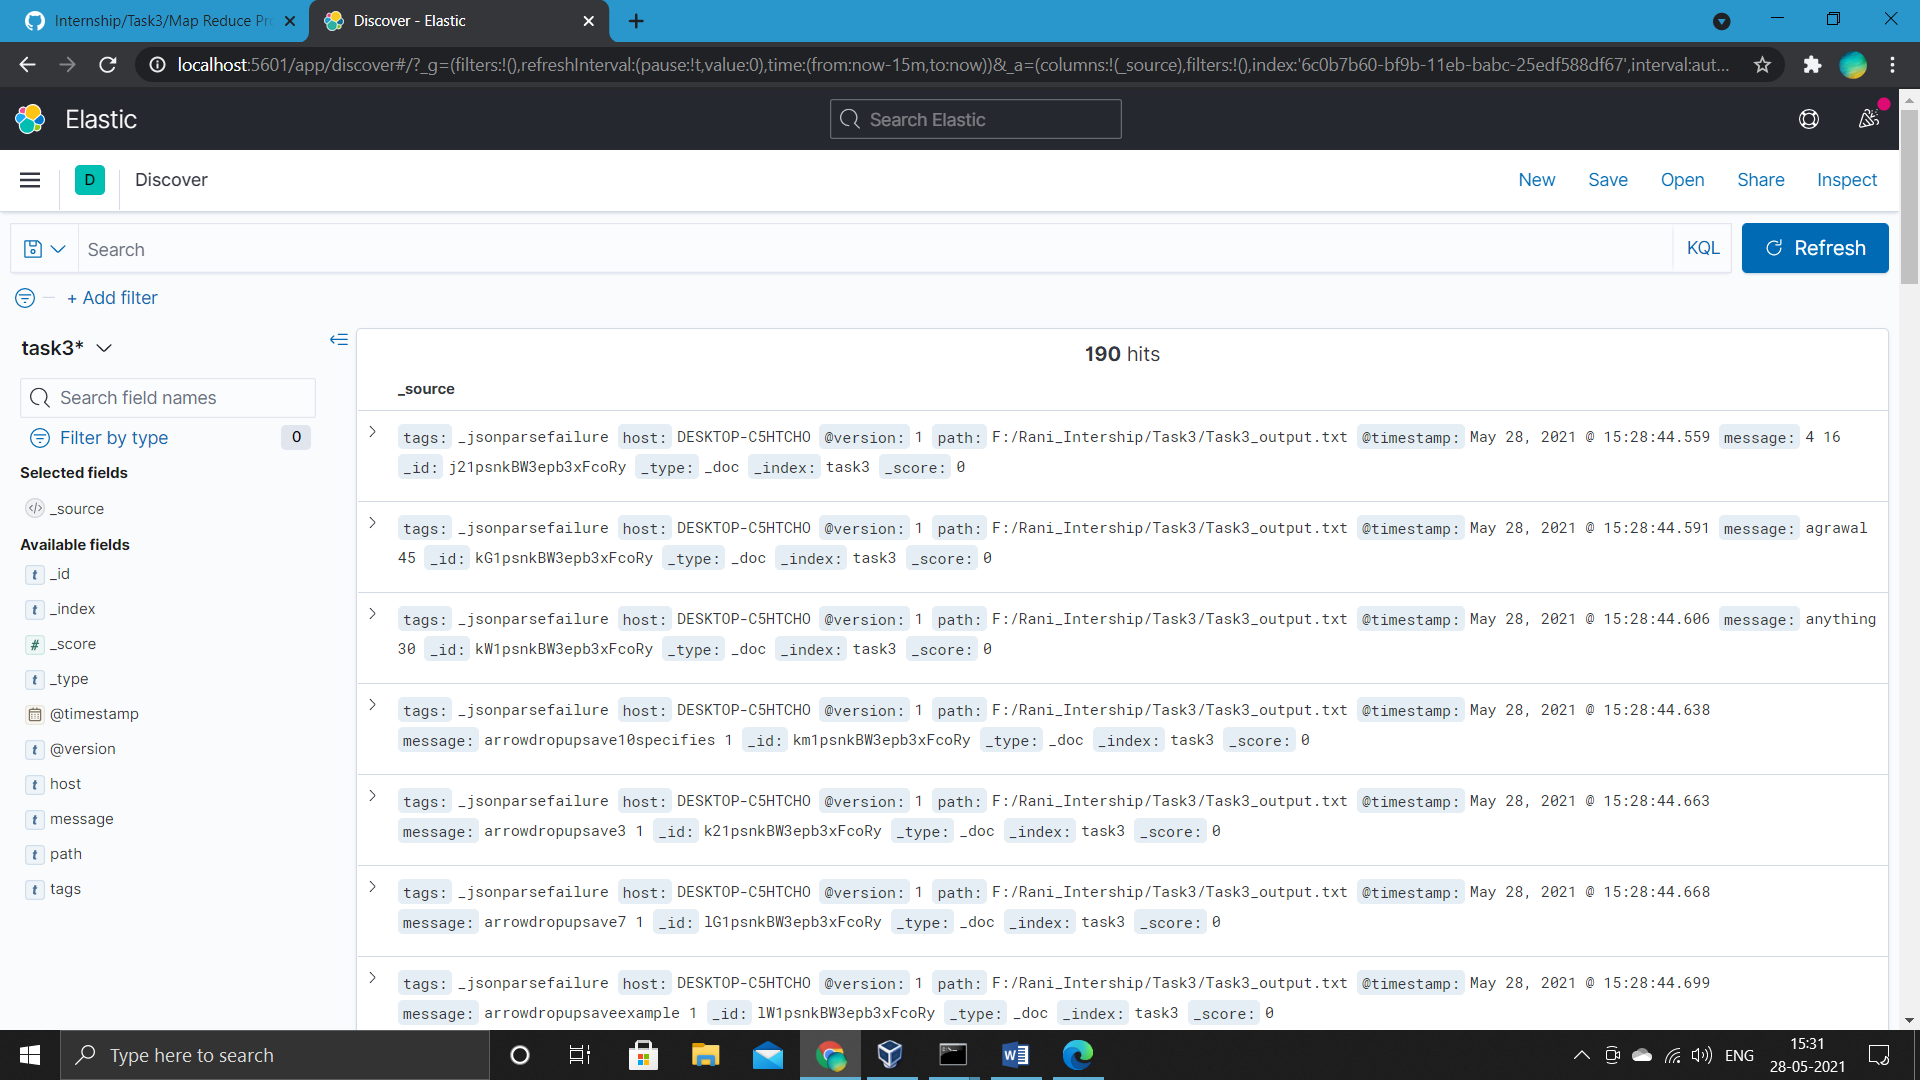 Internship/Task3/Map Reduce Pr
Discover - Elastic
localhost:5601/app/discover#/?_g=(filters:!(),refreshInterval:(pause:!t,value:0),time:(from:now-15m,to:now))&_a=(columns:!(_source),filters:!(),index:'6c0b7b60-bf9b-11eb-babc-25edf588df67',interval:aut...
Elastic
Search Elastic
D
Discover
New Save Open Share Inspect
Search
KQL
Refresh
+ Add filter
task3*
Search field names
Filter by type 0
Selected fields
_source
Available fields
t _id
t _index
# _score
t _type
@timestamp
t @version
t host
t message
t path
t tags
190 hits
_source
tags: _jsonparsefailure host: DESKTOP-C5HTCHO @version: 1 path: F:/Rani_Intership/Task3/Task3_output.txt @timestamp: May 28, 2021 @ 15:28:44.559 message: 4 16
_id: j21psnkBW3epb3xFcoRy _type: _doc _index: task3 _score: 0
tags: _jsonparsefailure host: DESKTOP-C5HTCHO @version: 1 path: F:/Rani_Intership/Task3/Task3_output.txt @timestamp: May 28, 2021 @ 15:28:44.591 message: agrawal
45 _id: kG1psnkBW3epb3xFcoRy _type: _doc _index: task3 _score: 0
tags: _jsonparsefailure host: DESKTOP-C5HTCHO @version: 1 path: F:/Rani_Intership/Task3/Task3_output.txt @timestamp: May 28, 2021 @ 15:28:44.606 message: anything
30 _id: kW1psnkBW3epb3xFcoRy _type: _doc _index: task3 _score: 0
tags: _jsonparsefailure host: DESKTOP-C5HTCHO @version: 1 path: F:/Rani_Intership/Task3/Task3_output.txt @timestamp: May 28, 2021 @ 15:28:44.638
message: arrowdropupsave10specifies 1 _id: km1psnkBW3epb3xFcoRy _type: _doc _index: task3 _score: 0
tags: _jsonparsefailure host: DESKTOP-C5HTCHO @version: 1 path: F:/Rani_Intership/Task3/Task3_output.txt @timestamp: May 28, 2021 @ 15:28:44.663
message: arrowdropupsave3 1 _id: k21psnkBW3epb3xFcoRy _type: _doc _index: task3 _score: 0
tags: _jsonparsefailure host: DESKTOP-C5HTCHO @version: 1 path: F:/Rani_Intership/Task3/Task3_output.txt @timestamp: May 28, 2021 @ 15:28:44.668
message: arrowdropupsave7 1 _id: lG1psnkBW3epb3xFcoRy _type: _doc _index: task3 _score: 0
tags: _jsonparsefailure host: DESKTOP-C5HTCHO @version: 1 path: F:/Rani_Intership/Task3/Task3_output.txt @timestamp: May 28, 2021 @ 15:28:44.699
message: arrowdropupsaveexample 1 _id: lW1psnkBW3epb3xFcoRy _type: _doc _index: task3 _score: 0
Type here to search
ENG
15:31
28-05-2021